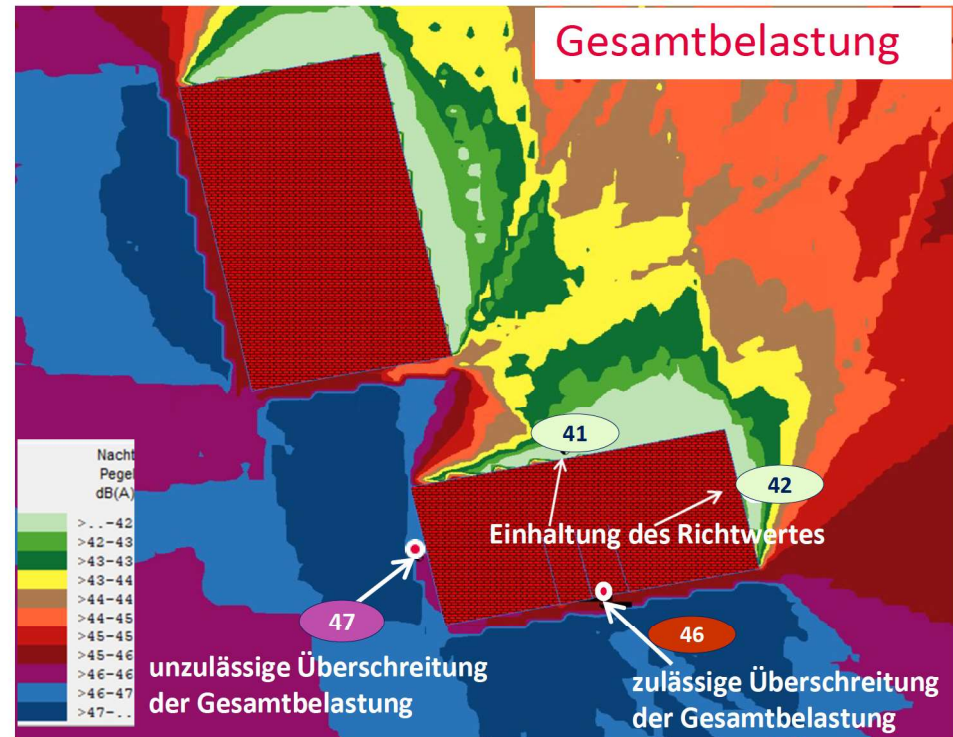 Gesamtbelastung
41
42
Einhaltung des Richtwertes
Nacht
Pegel
dB(A)
>..-42
>42-43
>43-43
>43-44
>44-44
>44-45
>45-45
>45-46
>46-46
>46-47
>47-..
47
unzulässige Überschreitung
der Gesamtbelastung
46
zulässige Überschreitung
der Gesamtbelastung